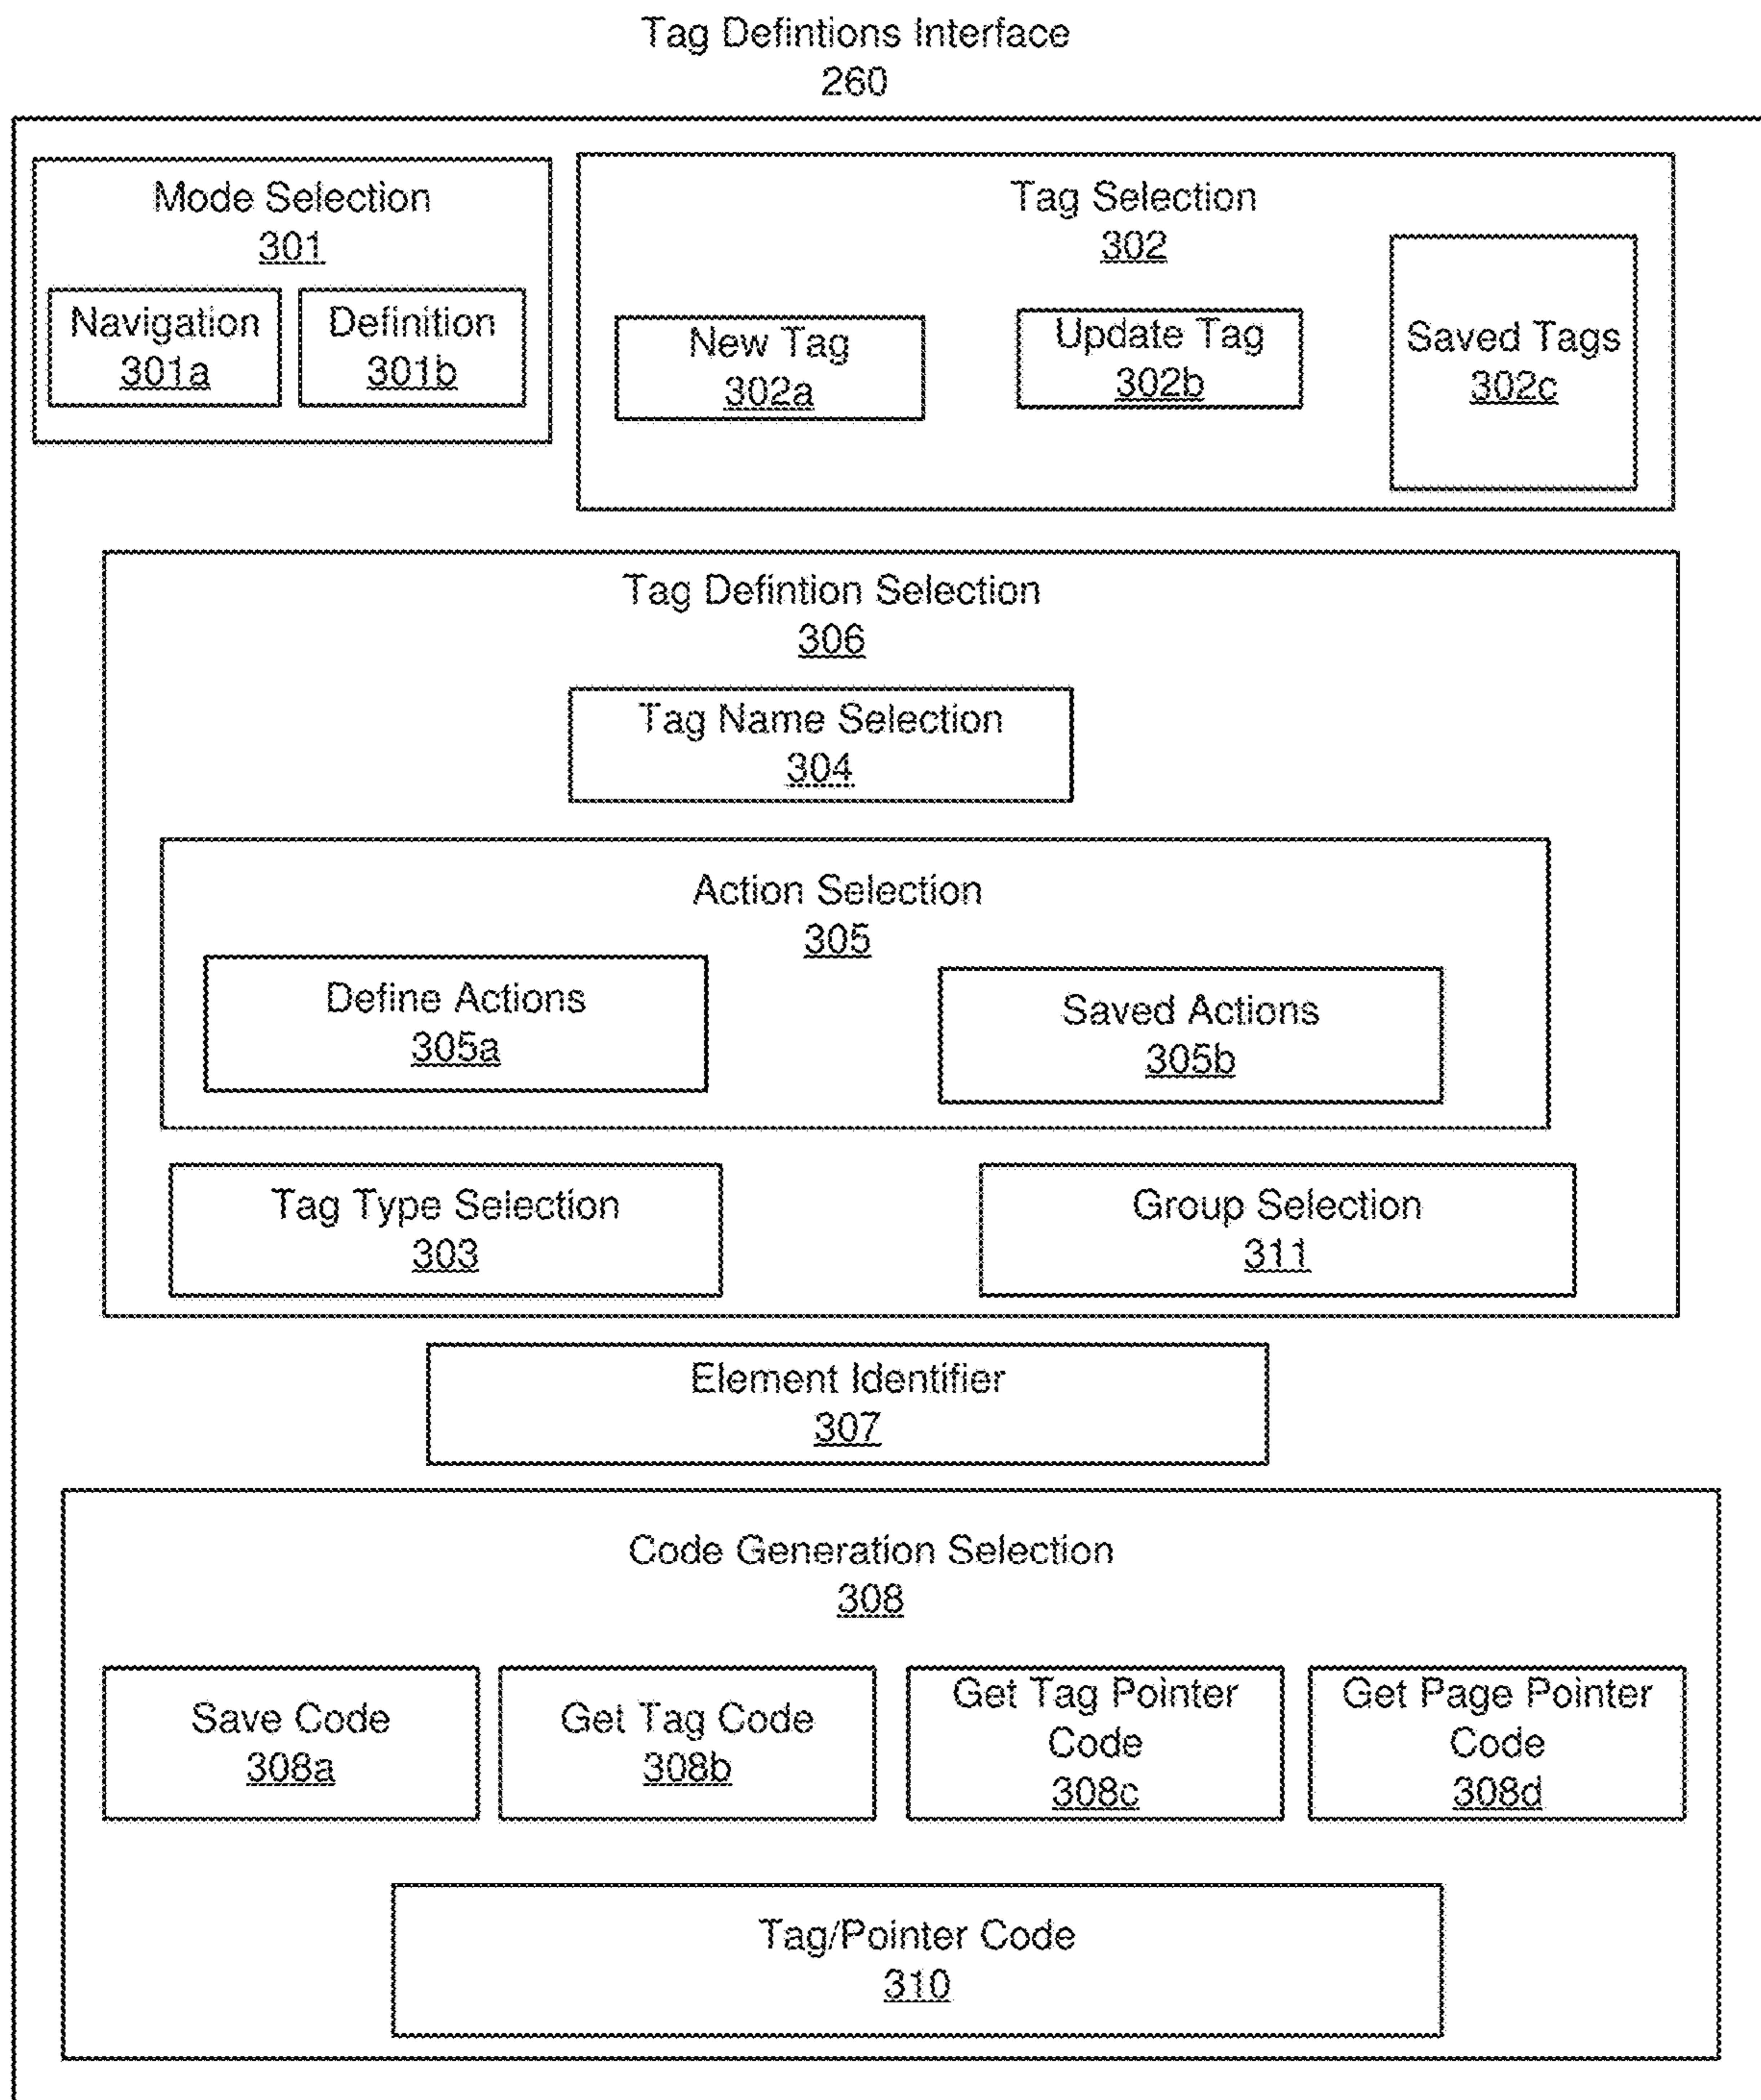 Tag Defintions Interface
260
Mode Selection
301
Navigation
301a
Definition
301b
Tag Selection
302
New Tag
302a
Update Tag
302b
Saved Tags
302c
Tag Defintion Selection
306
Tag Name Selection
304
Action Selection
305
Define Actions
305a
Saved Actions
305b
Tag Type Selection
303
Group Selection
311
Element Identifier
307
Code Generation Selection
308
Save Code
308a
Get Tag Code
308b
Get Tag Pointer
Code
308c
Get Page Pointer
Code
308d
Tag/Pointer Code
310